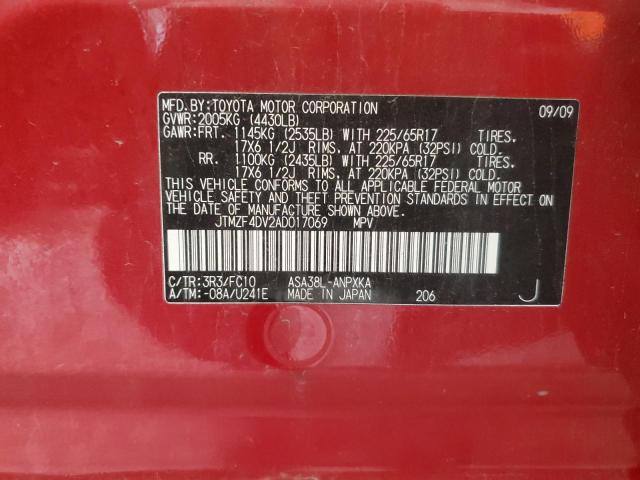 MFD.BY:TOYOTA MOTOR CORPORATION 09/09
GVWR:2005KG (4430LB)
GAWR:FRT. 1145KG (2535LB) WITH 225/65R17 TIRES.
17X6 1/2J RIMS, AT 220KPA (32PSI) COLD.
RR. 1100KG (2435LB) WITH 225/65R17 TIRES.
17X6 1/2J RIMS, AT 220KPA (32PSI) COLD.
THIS VEHICLE CONFORMS TO ALL APPLICABLE FEDERAL MOTOR
VEHICLE SAFETY AND THEFT PREVENTION STANDARDS IN EFFECT ON
THE DATE OF MANUFACTURE SHOWN ABOVE.
JTMZF4DV2AD017069 MPV
C/TR:3R3/FC10 ASA38L-ANPXKA
A/TM:-08A/U241E MADE IN JAPAN 206 J